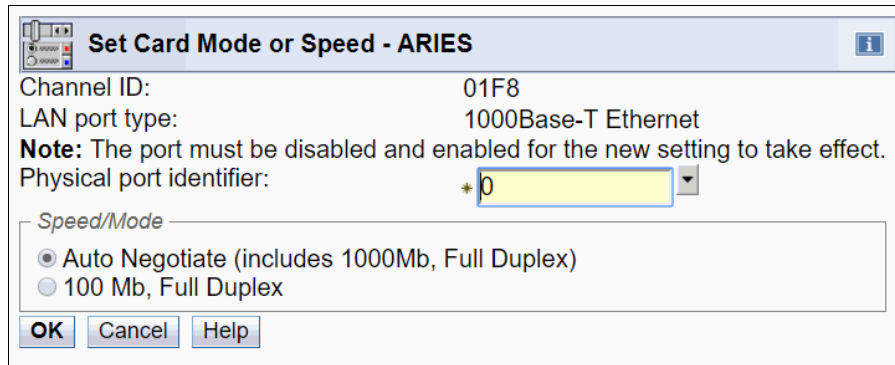 Set Card Mode or Speed - ARIES
i
Channel ID: 01F8
LAN port type: 1000Base-T Ethernet
Note: The port must be disabled and enabled for the new setting to take effect.
Physical port identifier: * 0
Speed/Mode
Auto Negotiate (includes 1000Mb, Full Duplex)
100 Mb, Full Duplex
OK Cancel Help